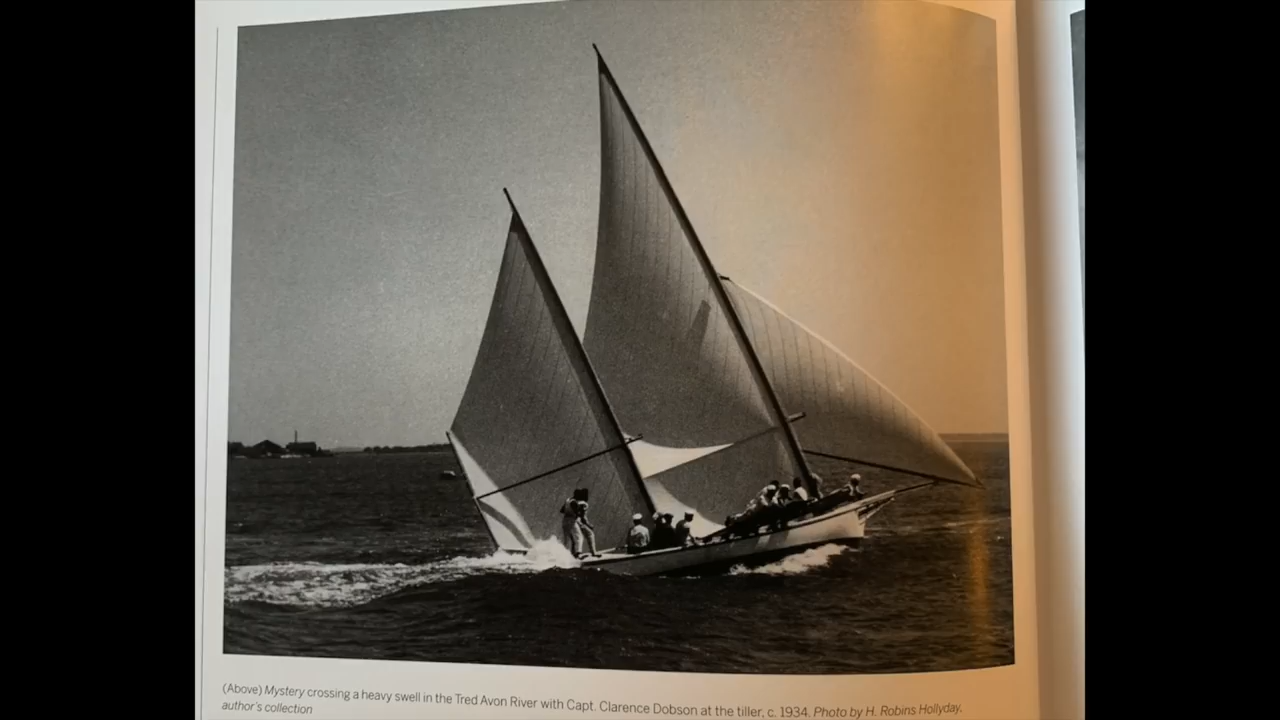 (Above) Mystery crossing a heavy swell in the Tred Avon River with Capt. Clarence Dobson at the tiller, c. 1934. Photo by H. Robins Hollyday,
author's collection